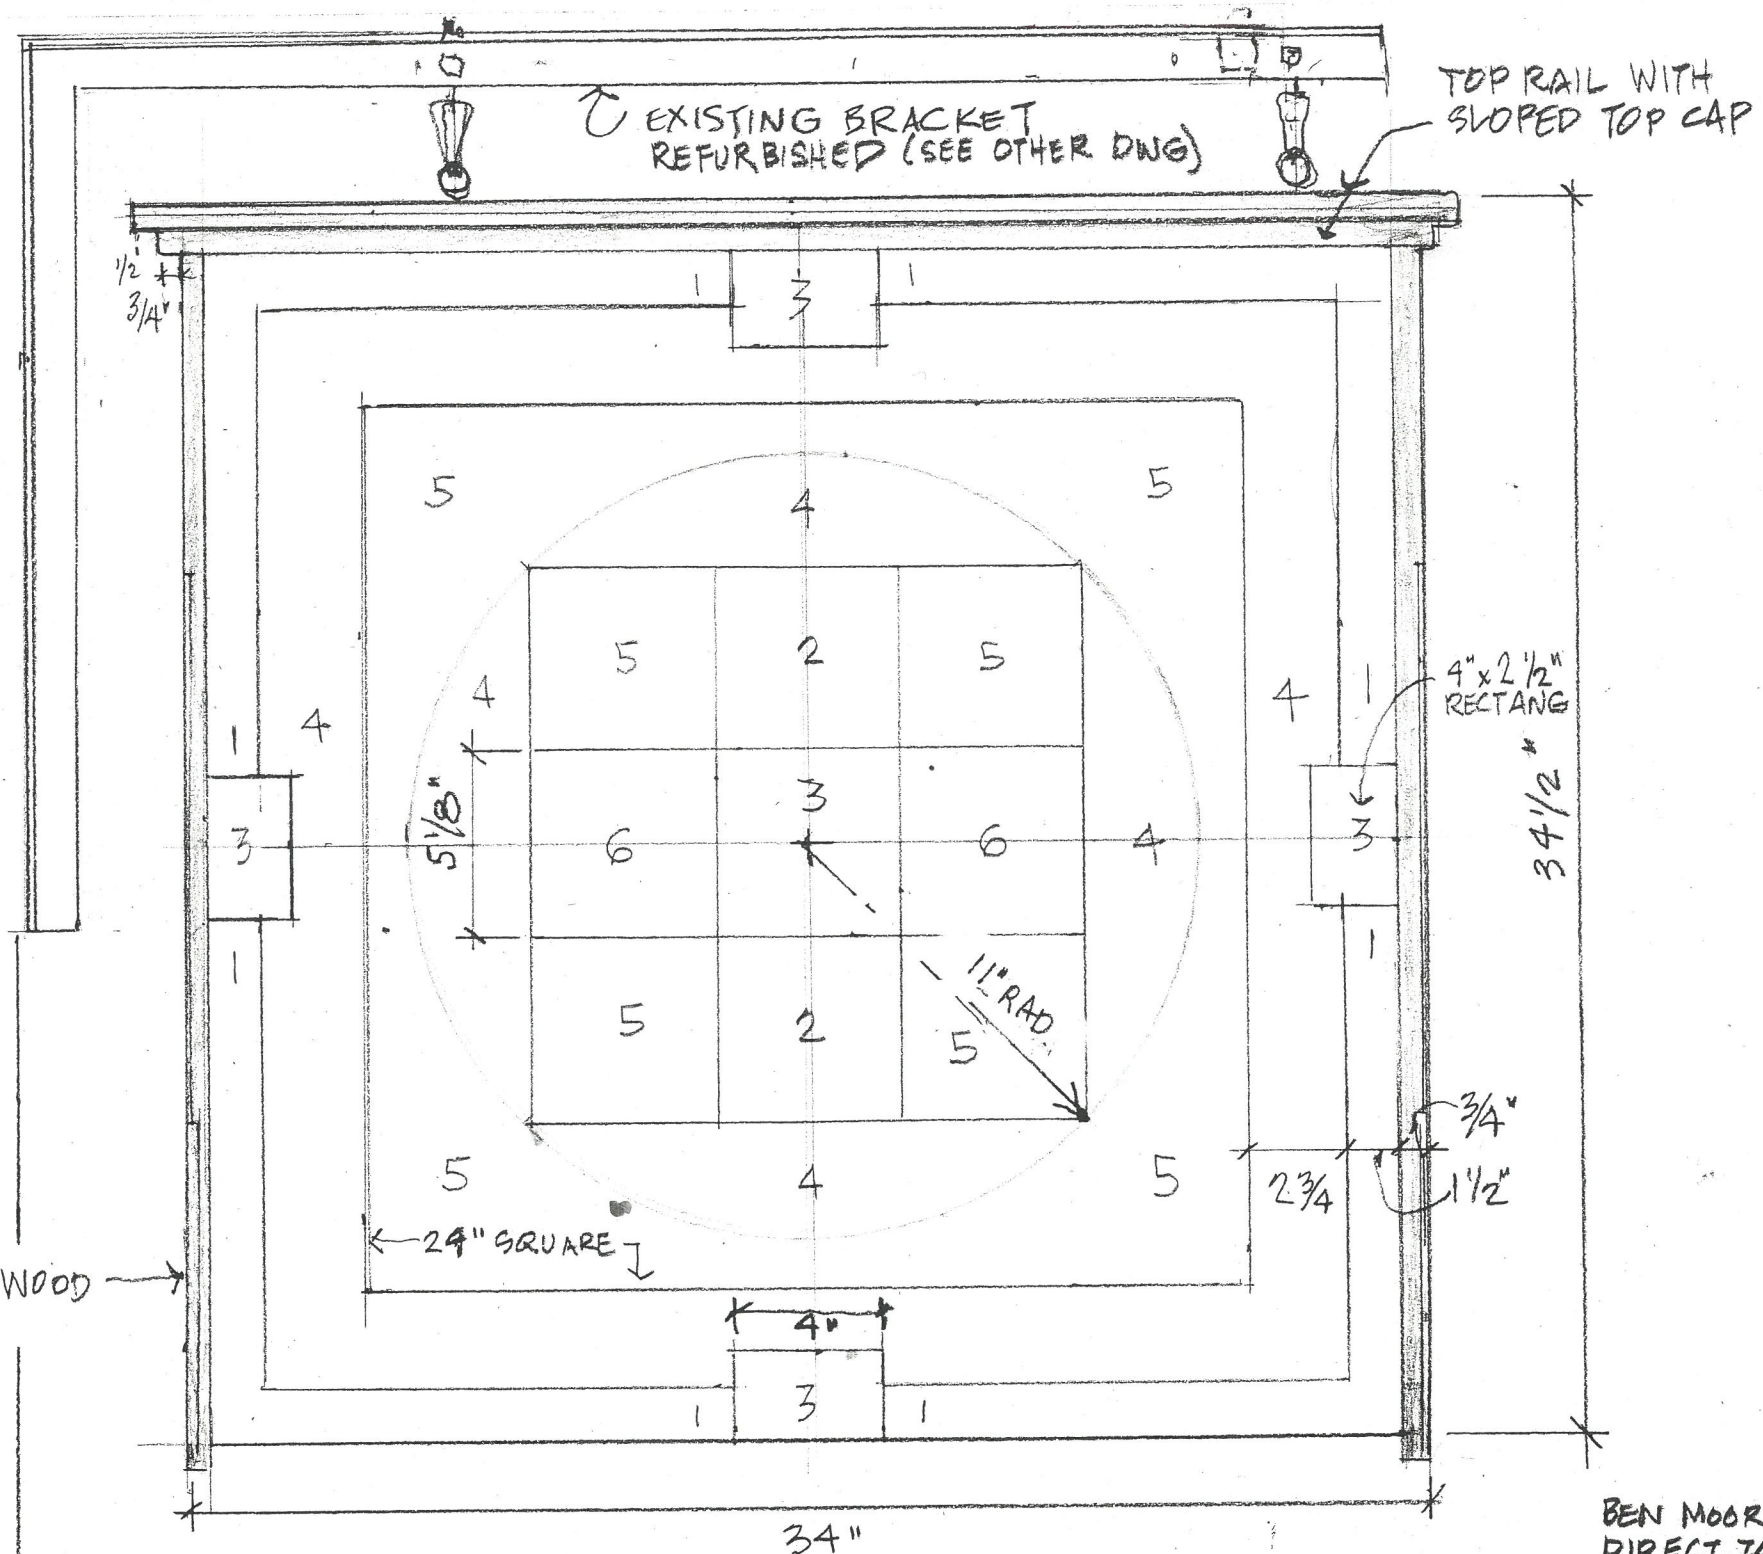 TOP RAIL WITH
SLOPED TOP CAP
EXISTING BRACKET
REFURBISHED (SEE OTHER DWG)
1/2"
3/4"
1 3 1
5 4 5
5 2 5
4 4
4"x2 1/2"
RECTANG
4 1
1
3
5 1/8"
34 1/2"
3 6 6 4 3
1 1
11" RAD.
5 2 5
3/4"
5 4 5
2 3/4 1 1/2"
24" SQUARE
WOOD
4"
1 3 1
34"
BEN MOOR
DIRECT TO